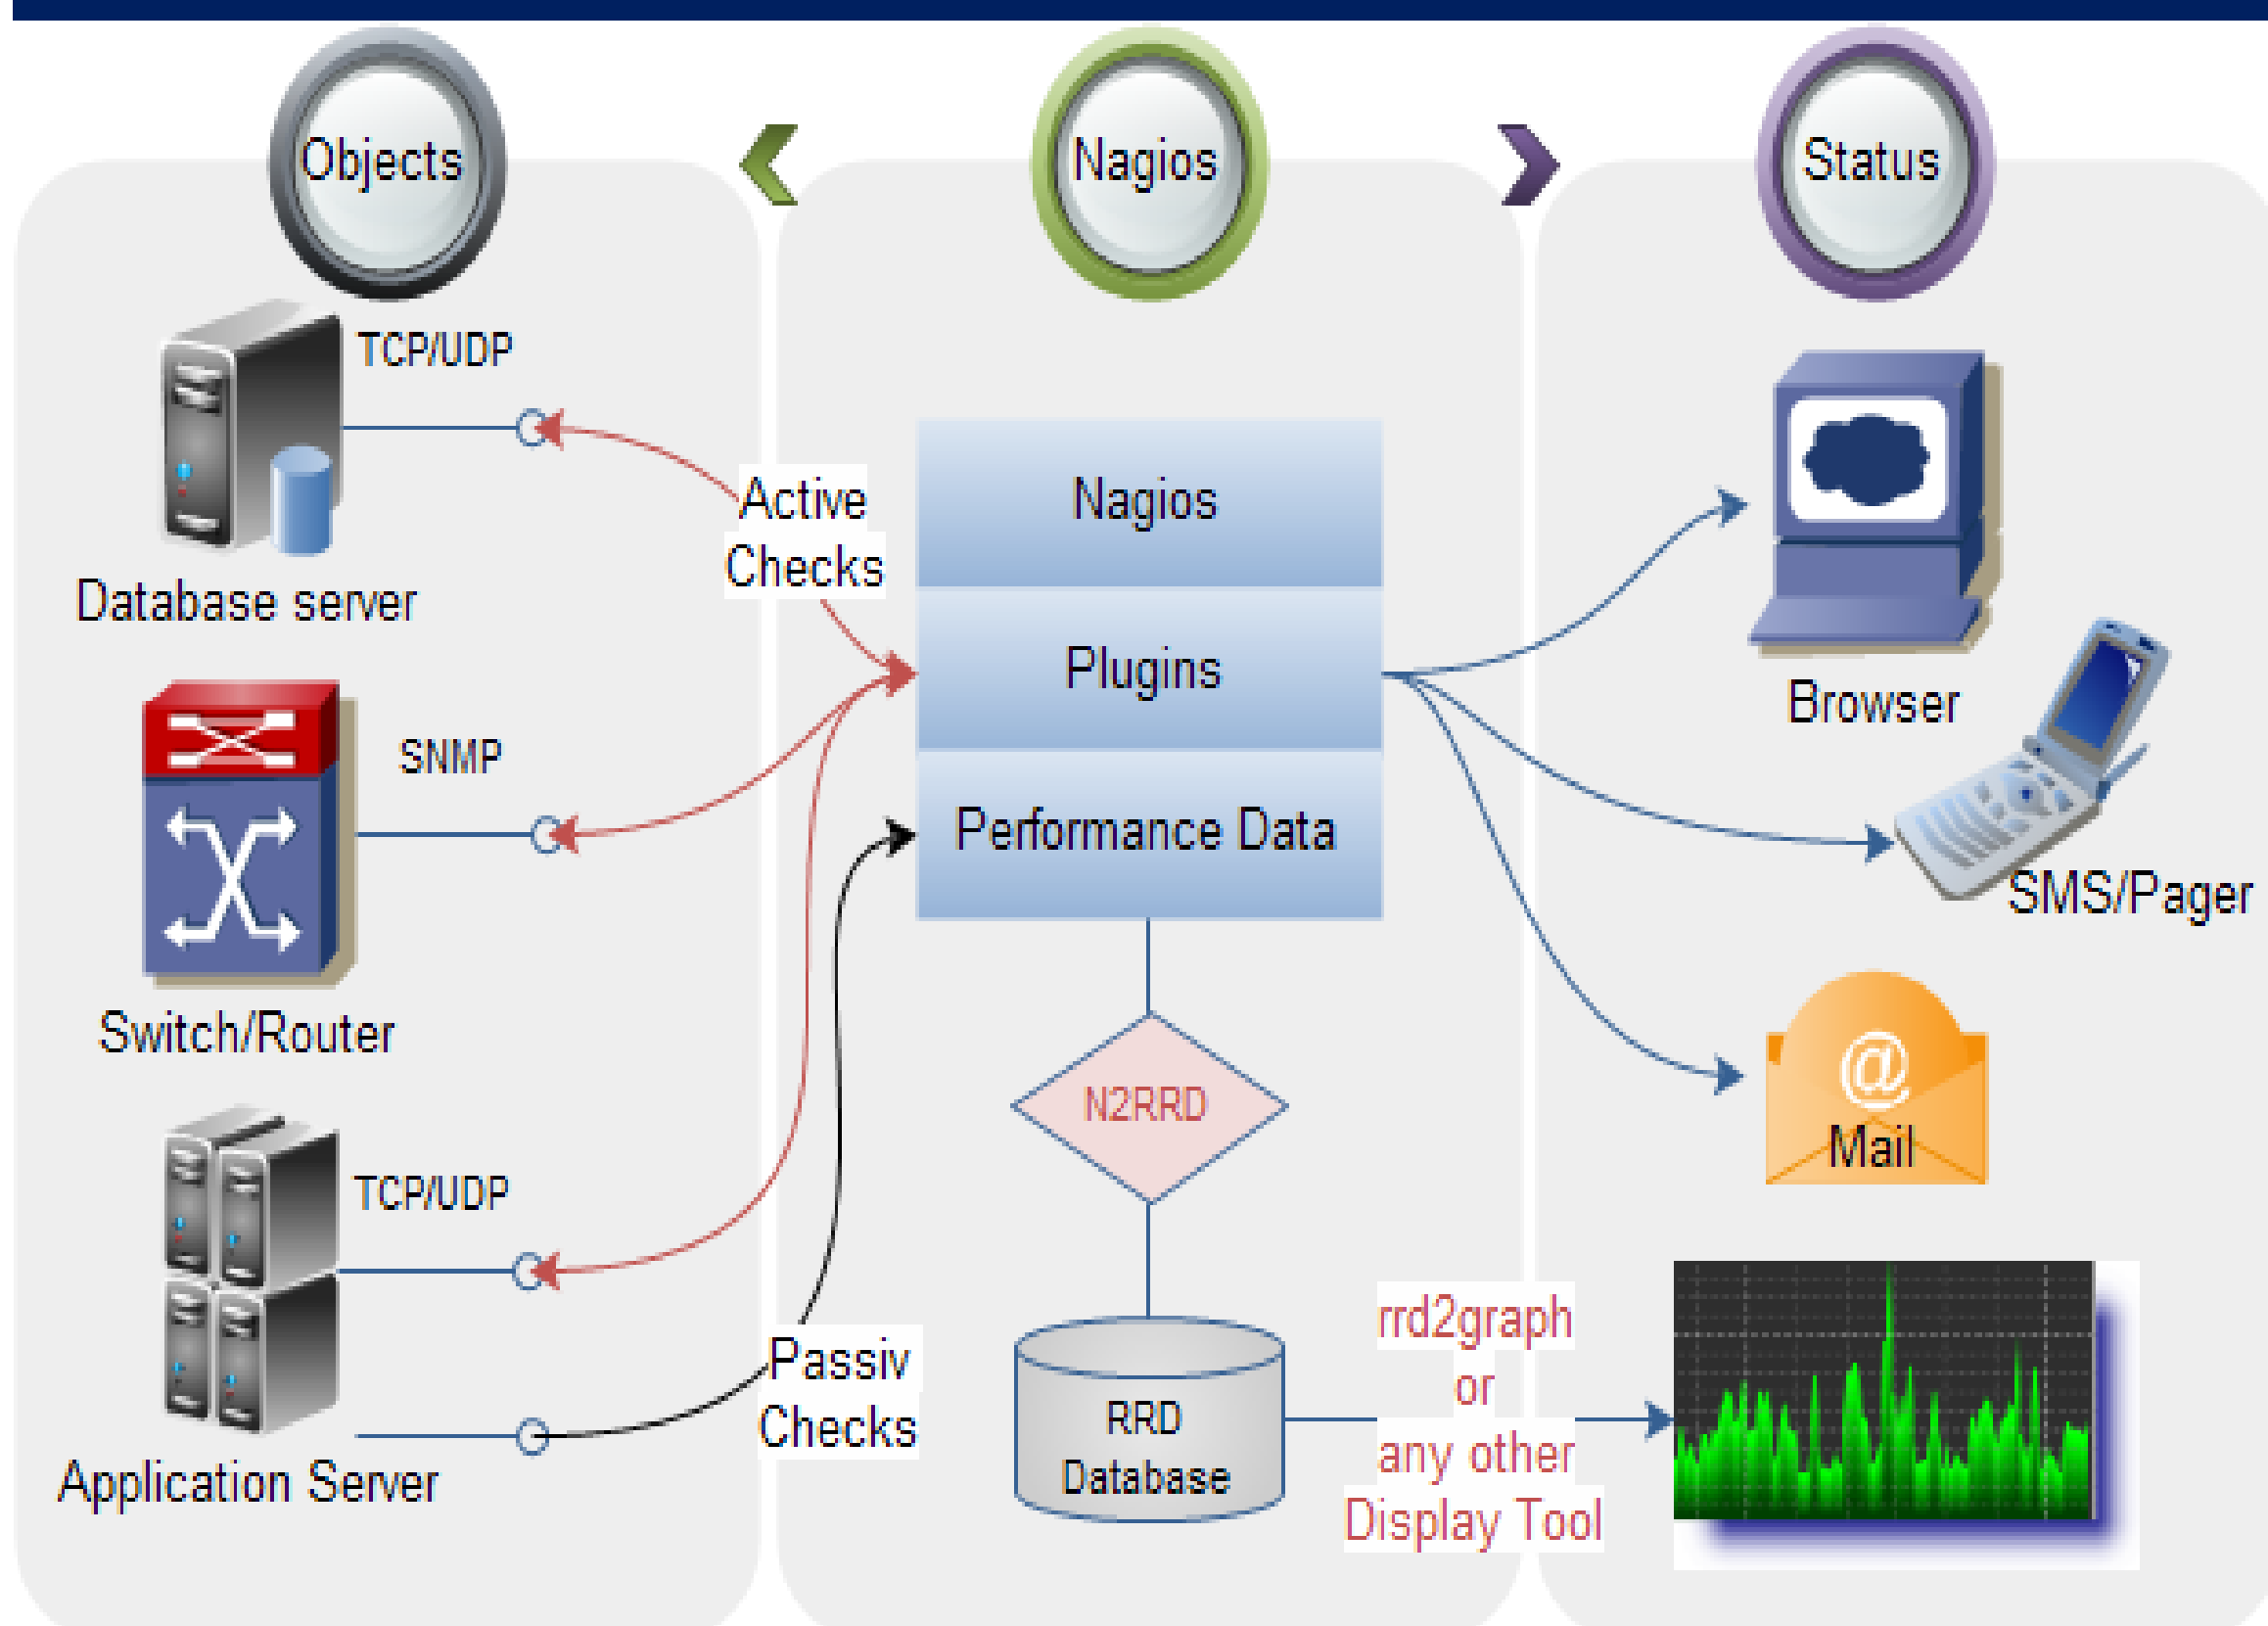 Objects
Nagios
Status
TCP/UDP
Database server
SNMP
Switch/Router
TCP/UDP
Application Server
Active
Checks
Passiv
Checks
Nagios
Plugins
Performance Data
N2RRD
RRD
Database
rrd2graph
or
any other
Display Tool
Browser
SMS/Pager
@
Mail